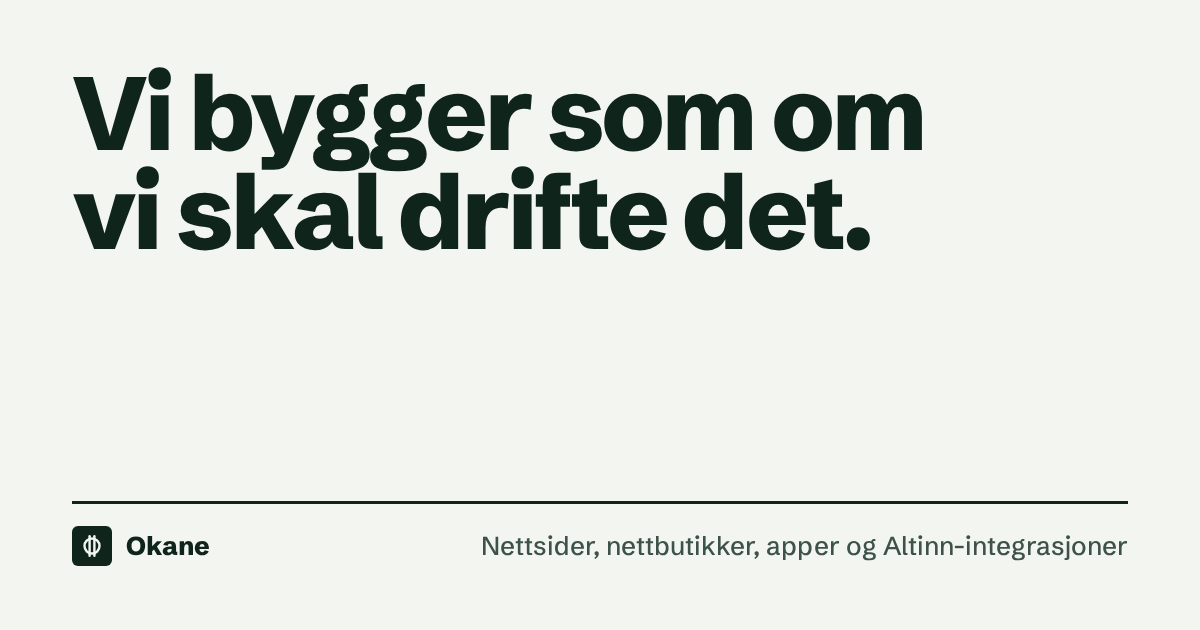 Vi bygger som om
vi skal drifte det.
Okane
Nettsider, nettbutikker, apper og Altinn-integrasjoner